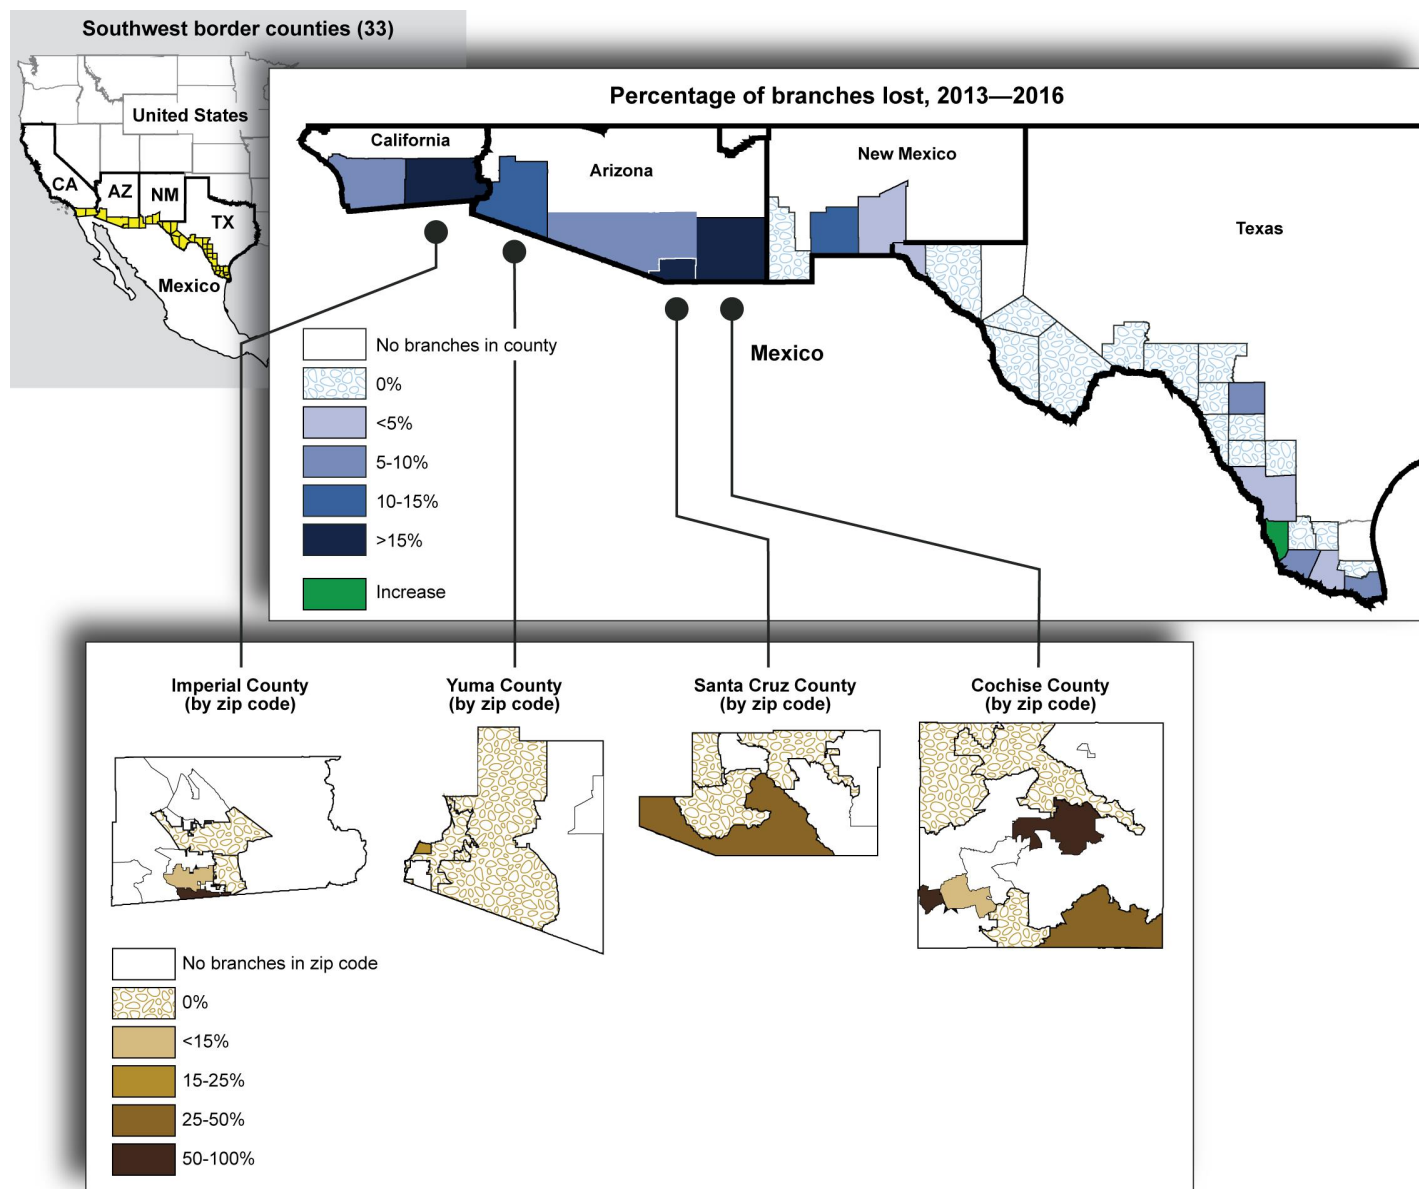 Southwest border counties (33)
United States
CA
AZ
NM
TX
Mexico
Percentage of branches lost, 2013—2016
California
Arizona
New Mexico
Texas
Mexico
No branches in county
0%
<5%
5-10%
10-15%
>15%
Increase
Imperial County
(by zip code)
Yuma County
(by zip code)
Santa Cruz County
(by zip code)
Cochise County
(by zip code)
No branches in zip code
0%
<15%
15-25%
25-50%
50-100%